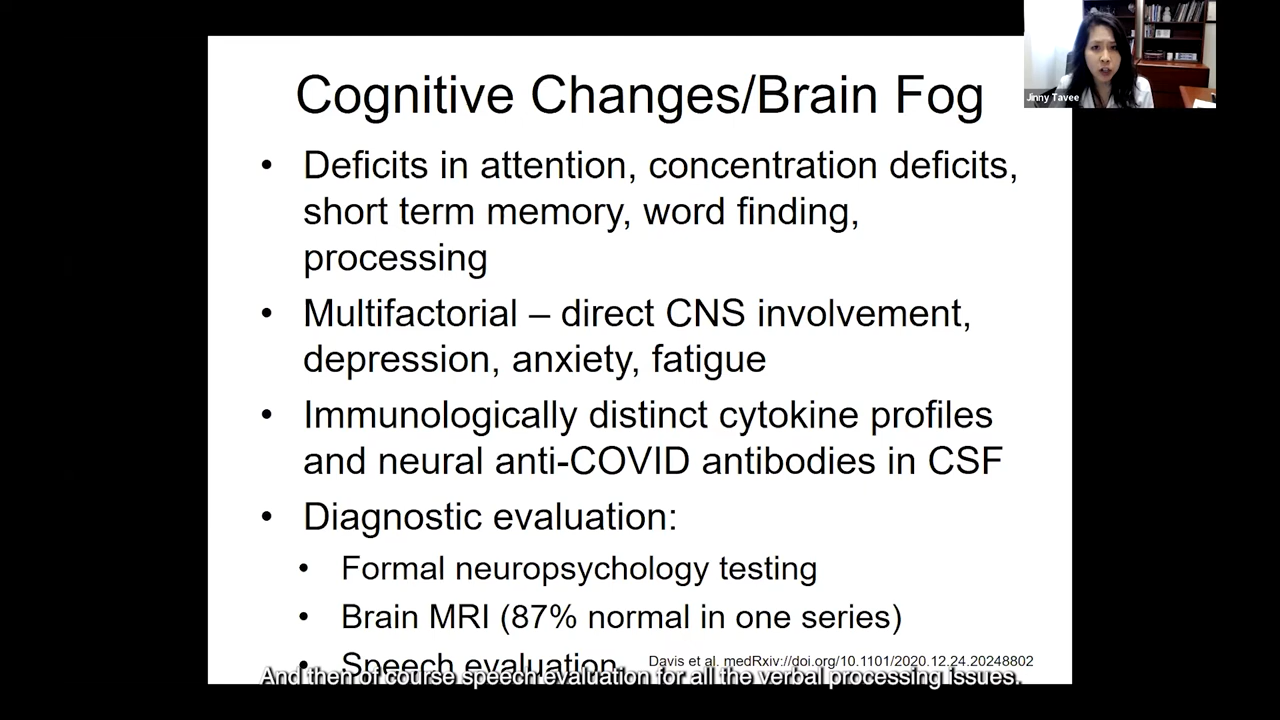 Cognitive Changes/Brain Fog
Jinny Tavee
• Deficits in attention, concentration deficits,
short term memory, word finding,
processing
• Multifactorial – direct CNS involvement,
depression, anxiety, fatigue
• Immunologically distinct cytokine profiles
and neural anti-COVID antibodies in CSF
• Diagnostic evaluation:
• Formal neuropsychology testing
• Brain MRI (87% normal in one series)
• Speech evaluation
Davis et al. medRxiv://doi.org/10.1101/2020.12.24.20248802
And then of course speech evaluation for all the verbal processing issues.